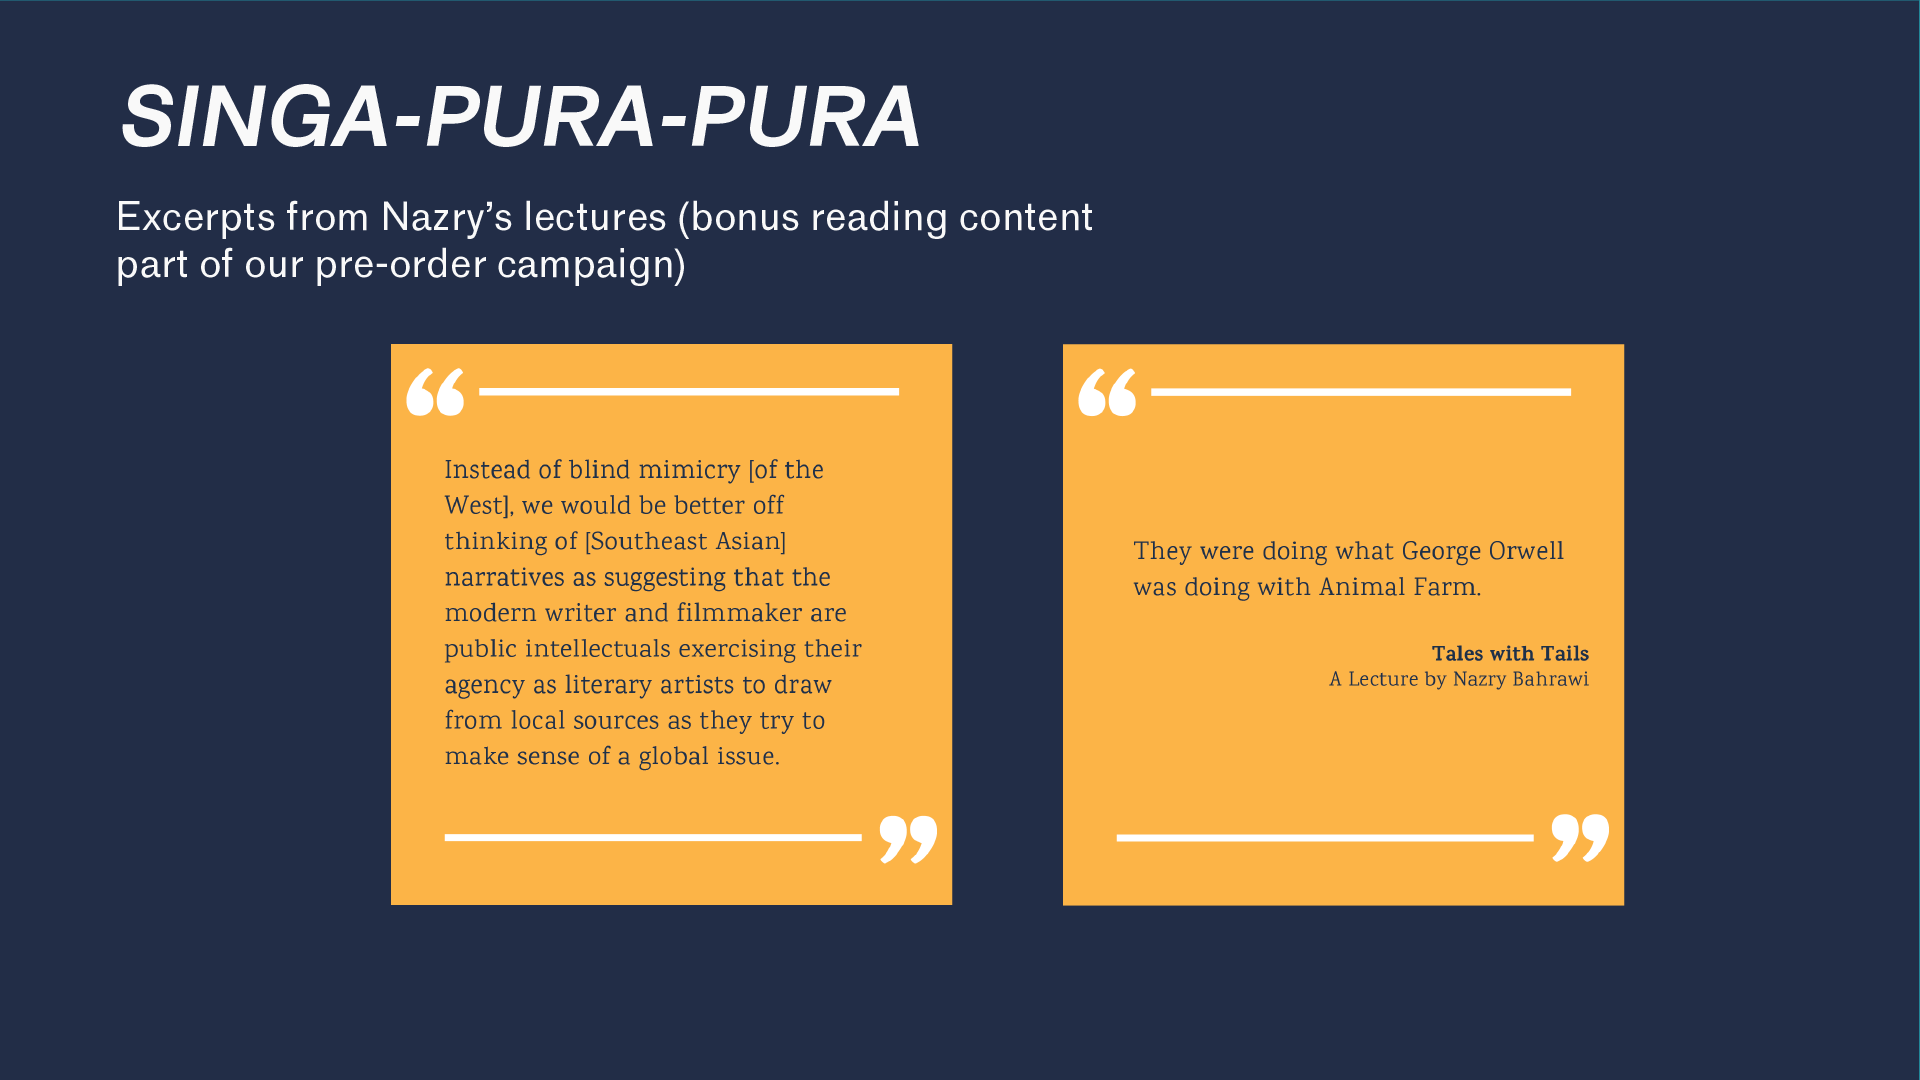 SINGA-PURA-PURA
Excerpts from Nazry’s lectures (bonus reading content
part of our pre-order campaign)
“
Instead of blind mimicry [of the
West], we would be better off
thinking of [Southeast Asian]
narratives as suggesting that the
modern writer and filmmaker are
public intellectuals exercising their
agency as literary artists to draw
from local sources as they try to
make sense of a global issue.
”
“
They were doing what George Orwell
was doing with Animal Farm.
Tales with Tails
A Lecture by Nazry Bahrawi
”